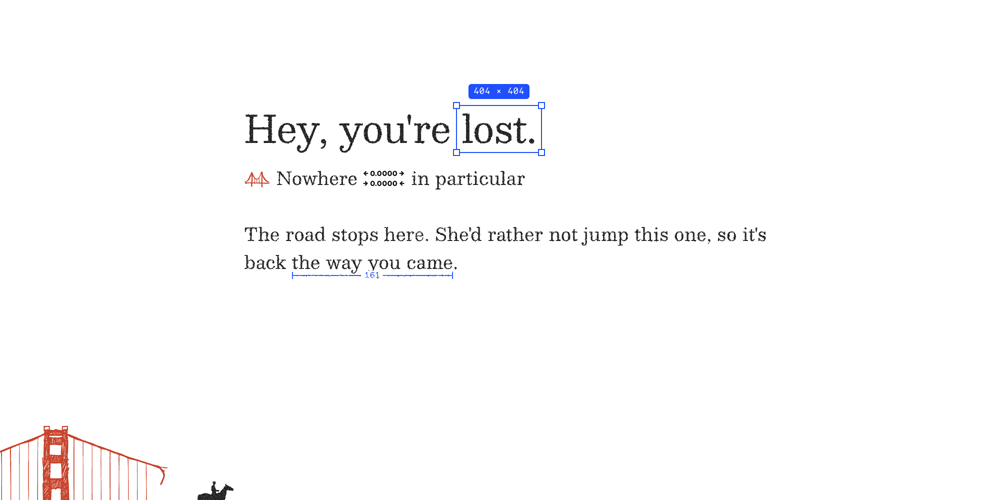 404 × 404
Hey, you're lost.
Nowhere ←0.0000→ →0.0000← in particular
The road stops here. She'd rather not jump this one, so it's
back the way you came.
161